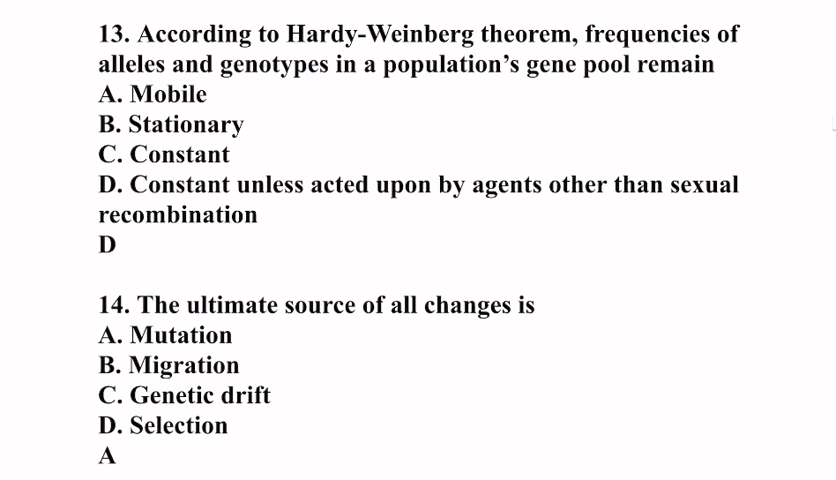 13. According to Hardy-Weinberg theorem, frequencies of
alleles and genotypes in a population’s gene pool remain
A. Mobile
B. Stationary
C. Constant
D. Constant unless acted upon by agents other than sexual
recombination
D
14. The ultimate source of all changes is
A. Mutation
B. Migration
C. Genetic drift
D. Selection
A